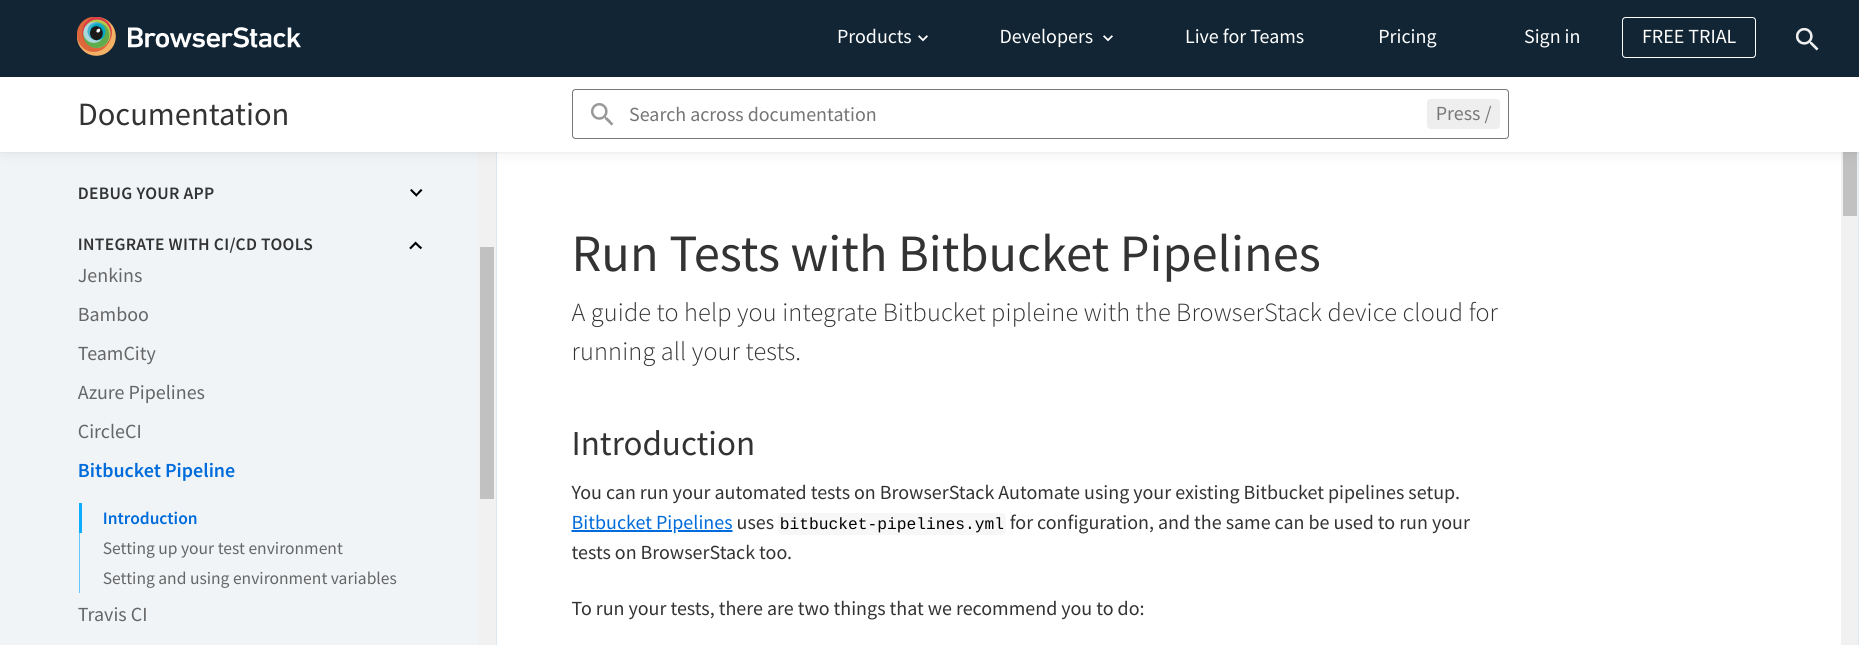 BrowserStack
Products
Developers
Live for Teams
Pricing
Sign in
FREE TRIAL
Documentation
Search across documentation
Press /
DEBUG YOUR APP
INTEGRATE WITH CI/CD TOOLS
Jenkins
Bamboo
TeamCity
Azure Pipelines
CircleCI
Bitbucket Pipeline
Introduction
Setting up your test environment
Setting and using environment variables
Travis CI
Run Tests with Bitbucket Pipelines
A guide to help you integrate Bitbucket pipleine with the BrowserStack device cloud for
running all your tests.
Introduction
You can run your automated tests on BrowserStack Automate using your existing Bitbucket pipelines setup.
Bitbucket Pipelines uses bitbucket-pipelines.yml for configuration, and the same can be used to run your
tests on BrowserStack too.
To run your tests, there are two things that we recommend you to do: